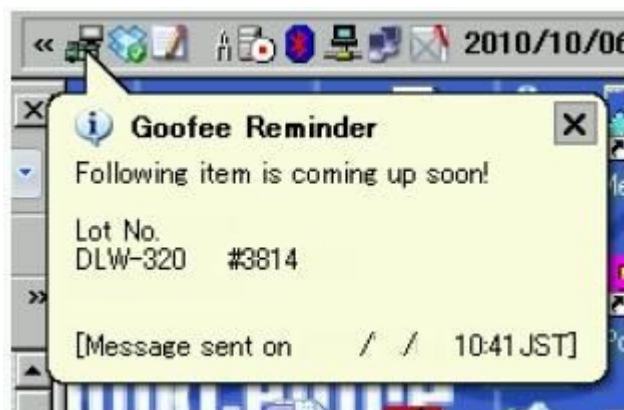 « 2010/10/06
Goofee Reminder
Following item is coming up soon!
Lot No.
DLW-320 #3814
[Message sent on / / 10:41 JST]